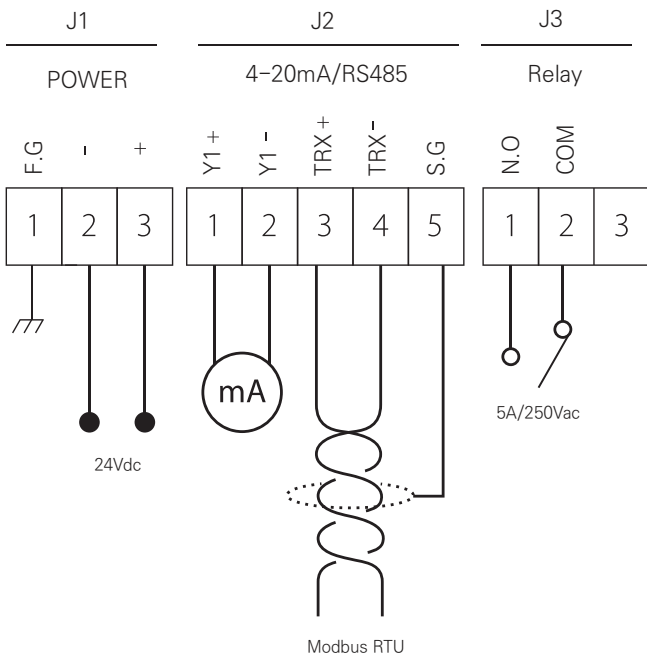 J1 J2 J3
POWER 4-20mA/RS485 Relay
F.G - + Y1+ Y1- TRX+ TRX- S.G N.O COM
1 2 3 1 2 3 4 5 1 2 3
mA
5A/250Vac
24Vdc
Modbus RTU